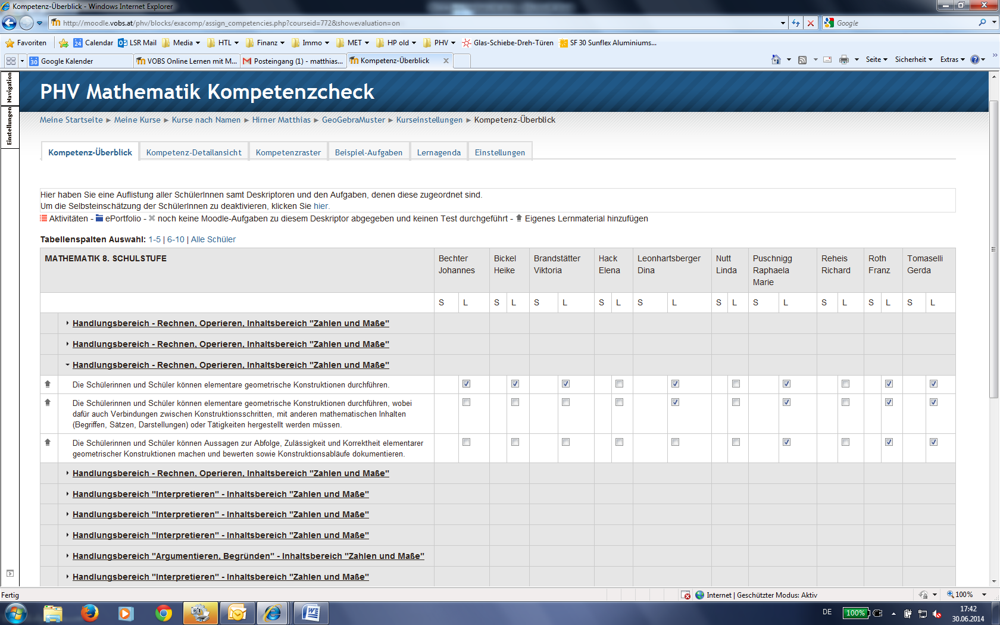 Kompetenz-Überblick - Windows Internet Explorer
http://moodle.vobs.at/phv/blocks/exacomp/assign_competencies.php?courseid=772&showevaluation=on
Google
Favoriten
24 Calendar
LSR Mail
Media
HTL
Finanz
Immo
MET
HP old
PHV
Glas-Schiebe-Dreh-Türen
SF 30 Sunflex Aluminiums...
30 Google Kalender
VOBS Online Lernen mit M...
Posteingang (1) - matthias...
Kompetenz-Überblick
Seite
Sicherheit
Extras
Navigation
Einstellungen
PHV Mathematik Kompetenzcheck
Meine Startseite ► Meine Kurse ► Kurse nach Namen ► Hirner Matthias ► GeoGebraMuster ► Kurseinstellungen ► Kompetenz-Überblick
Kompetenz-Überblick
Kompetenz-Detailansicht
Kompetenzraster
Beispiel-Aufgaben
Lernagenda
Einstellungen
Hier haben Sie eine Auflistung aller SchülerInnen samt Deskriptoren und den Aufgaben, denen diese zugeordnet sind.
Um die Selbsteinschätzung der SchülerInnen zu deaktivieren, klicken Sie hier.
Aktivitäten - ePortfolio - noch keine Moodle-Aufgaben zu diesem Deskriptor abgegeben und keinen Test durchgeführt - Eigenes Lernmaterial hinzufügen
Tabellenspalten Auswahl: 1-5 | 6-10 | Alle Schüler
MATHEMATIK 8. SCHULSTUFE
Bechter Johannes
Bickel Heike
Brandstätter Viktoria
Hack Elena
Leonhartsberger Dina
Nutt Linda
Puschnigg Raphaela Marie
Reheis Richard
Roth Franz
Tomaselli Gerda
S L S L S L S L S L S L S L S L S L S L
Handlungsbereich - Rechnen, Operieren, Inhaltsbereich "Zahlen und Maße"
Handlungsbereich - Rechnen, Operieren, Inhaltsbereich "Zahlen und Maße"
Handlungsbereich - Rechnen, Operieren, Inhaltsbereich "Zahlen und Maße"
Die Schülerinnen und Schüler können elementare geometrische Konstruktionen durchführen.
Die Schülerinnen und Schüler können elementare geometrische Konstruktionen durchführen, wobei
dafür auch Verbindungen zwischen Konstruktionsschritten, mit anderen mathematischen Inhalten
(Begriffen, Sätzen, Darstellungen) oder Tätigkeiten hergestellt werden müssen.
Die Schülerinnen und Schüler können Aussagen zur Abfolge, Zulässigkeit und Korrektheit elementarer
geometrischer Konstruktionen machen und bewerten sowie Konstruktionsabläufe dokumentieren.
Handlungsbereich - Rechnen, Operieren, Inhaltsbereich "Zahlen und Maße"
Handlungsbereich "Interpretieren" - Inhaltsbereich "Zahlen und Maße"
Handlungsbereich "Interpretieren" - Inhaltsbereich "Zahlen und Maße"
Handlungsbereich "Interpretieren" - Inhaltsbereich "Zahlen und Maße"
Handlungsbereich "Argumentieren, Begründen" - Inhaltsbereich "Zahlen und Maße"
Handlungsbereich "Interpretieren" - Inhaltsbereich "Zahlen und Maße"
Fertig
Internet | Geschützter Modus: Aktiv
100%
DE
100%
17:42
30.06.2014